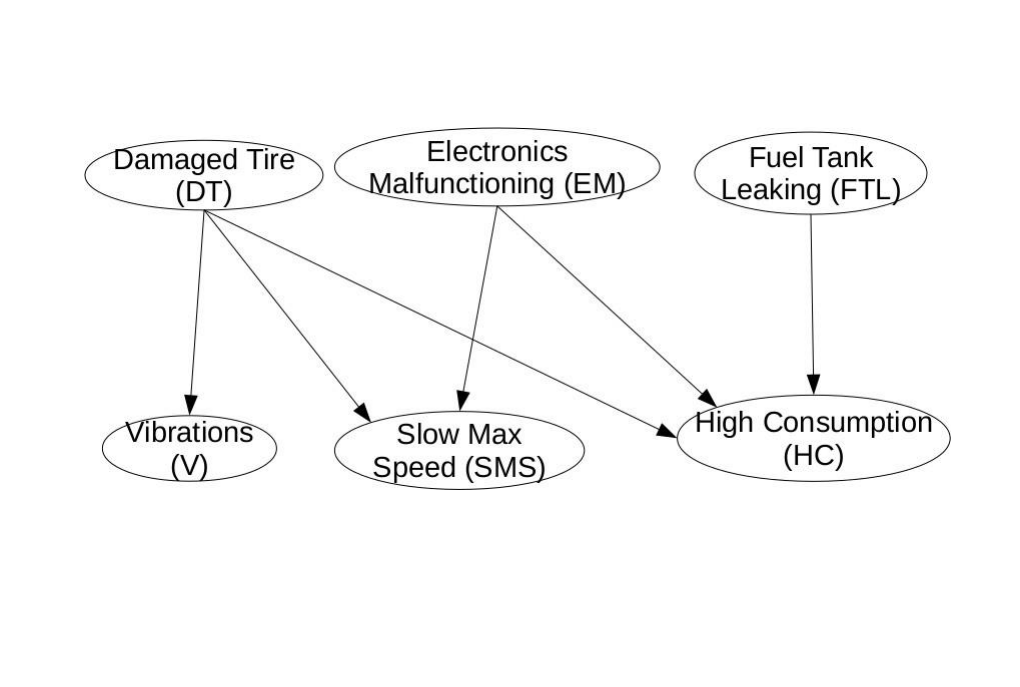 Damaged Tire
(DT)
Electronics
Malfunctioning (EM)
Fuel Tank
Leaking (FTL)
Vibrations
(V)
Slow Max
Speed (SMS)
High Consumption
(HC)